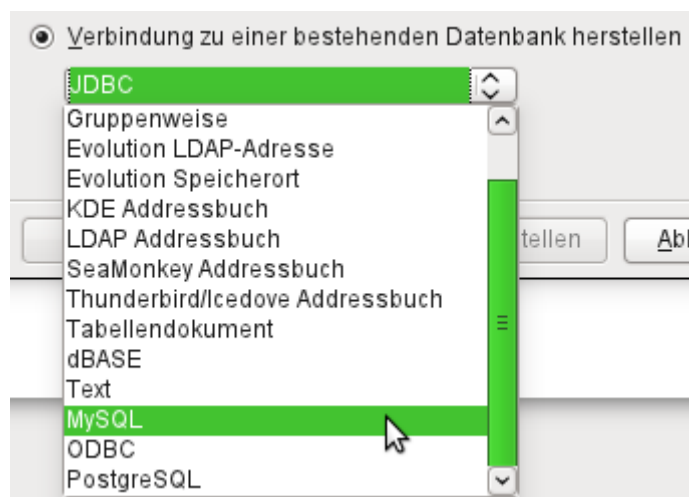 Verbindung zu einer bestehenden Datenbank herstellen
JDBC
Gruppenweise
Evolution LDAP-Adresse
Evolution Speicherort
KDE Addressbuch
LDAP Addressbuch
SeaMonkey Addressbuch
Thunderbird/Icedove Addressbuch
Tabellendokument
dBASE
Text
MySQL
ODBC
PostgreSQL
tellen
Abl